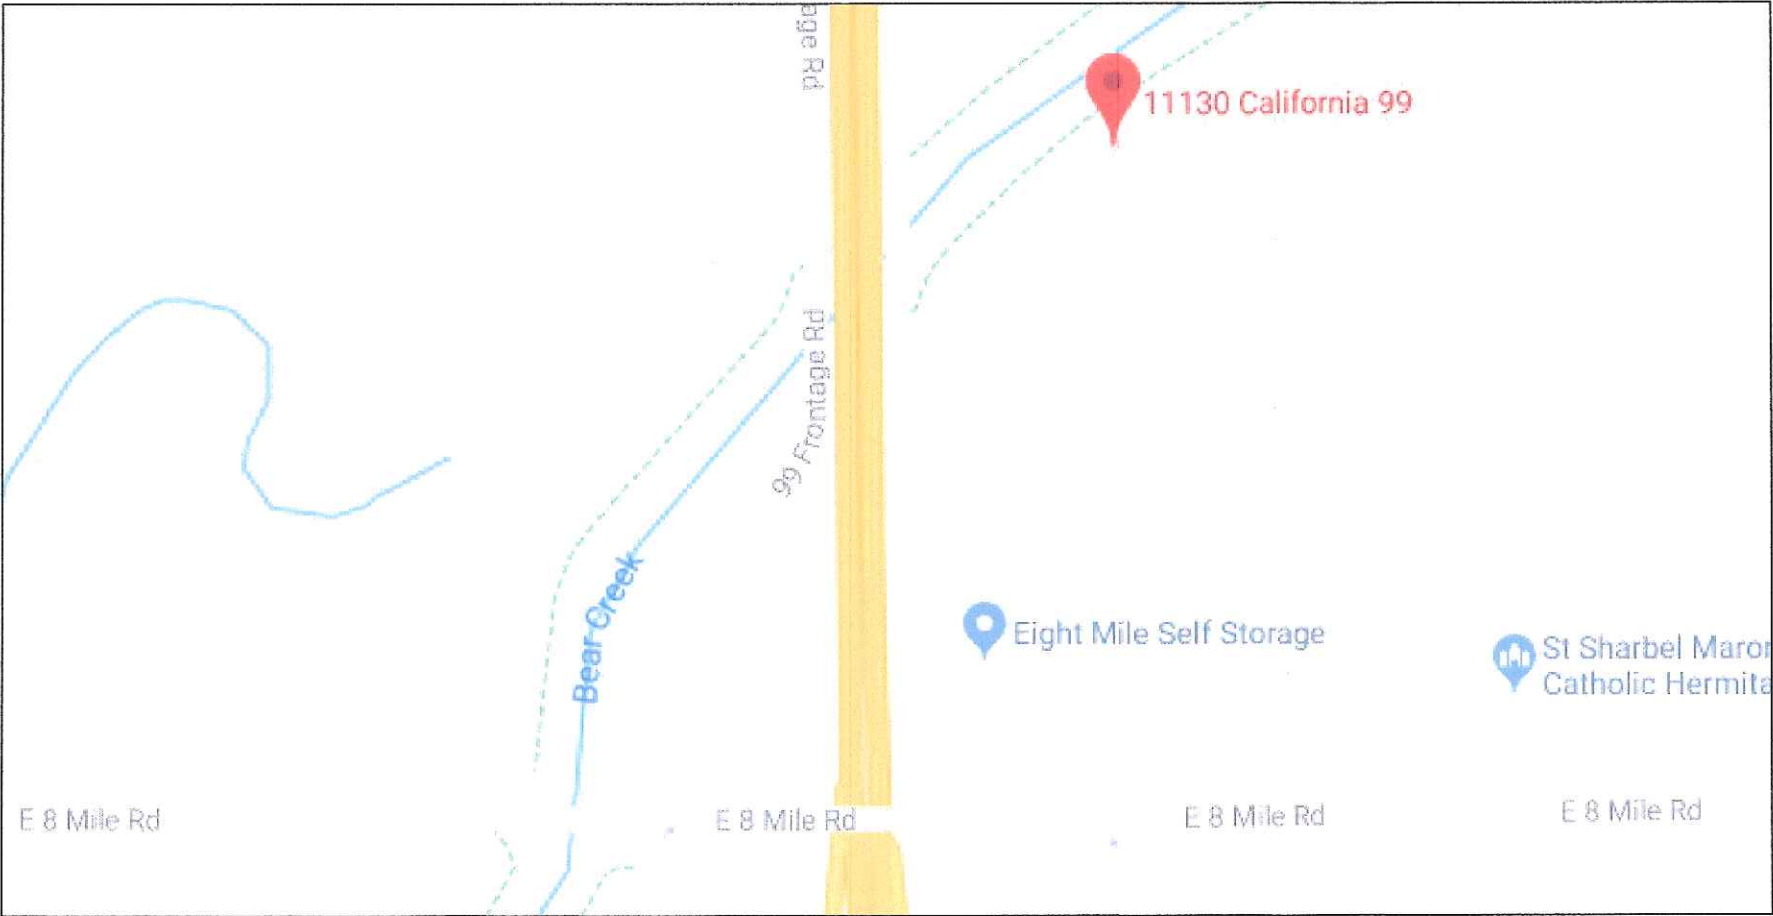 age Rd
11130 California 99
99 Frontage Rd
Bear Creek
Eight Mile Self Storage
St Sharbel Maron
Catholic Hermita
E 8 Mile Rd
E 8 Mile Rd
E 8 Mile Rd
E 8 Mile Rd